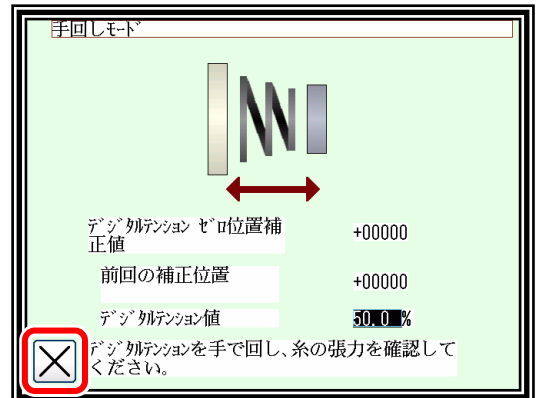 手回しﾓｰﾄﾞ
ﾃﾞｼﾞﾀﾙﾃﾝｼｮﾝ ｾﾞﾛ位置補
正値
+00000
前回の補正位置
+00000
ﾃﾞｼﾞﾀﾙﾃﾝｼｮﾝ値
50.0 %
ﾃﾞｼﾞﾀﾙﾃﾝｼｮﾝを手で回し、糸の張力を確認して
ください。